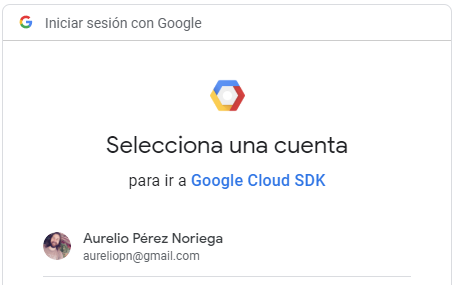 Iniciar sesión con Google
Selecciona una cuenta
para ir a Google Cloud SDK
Aurelio Pérez Noriega
aureliopn@gmail.com